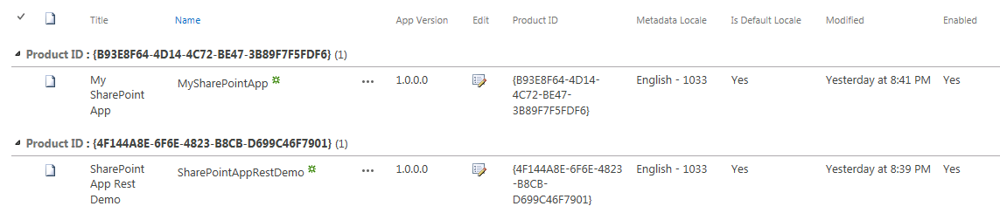 Title Name App Version Edit Product ID Metadata Locale Is Default Locale Modified Enabled
Product ID : {B93E8F64-4D14-4C72-BE47-3B89F7F5FDF6} (1)
My MySharePointApp ... 1.0.0.0 {B93E8F64-4D14- English - 1033 Yes Yesterday at 8:41 PM Yes
SharePoint 4C72-BE47-
App 3B89F7F5FDF6}
Product ID : {4F144A8E-6F6E-4823-B8CB-D699C46F7901} (1)
SharePoint SharePointAppRestDemo ... 1.0.0.0 {4F144A8E-6F6E-4823 English - 1033 Yes Yesterday at 8:39 PM Yes
App Rest -B8CB-
Demo D699C46F7901}